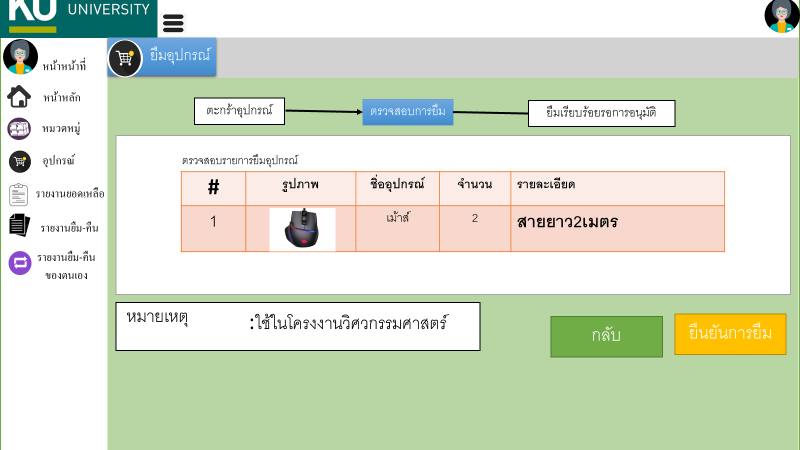 KU
UNIVERSITY
หน้าหน้าที่
ยืมอุปกรณ์
หน้าหลัก
หมวดหมู่
อุปกรณ์
รายงานยอดเหลือ
รายงานยืม-คืน
รายงานยืม-คืน
ของตนเอง
ตะกร้าอุปกรณ์
ตรวจสอบการยืม
ยืมเรียบร้อยรอการอนุมัติ
ตรวจสอบรายการยืมอุปกรณ์
# รูปภาพ ชื่ออุปกรณ์ จำนวน รายละเอียด
1 เม้าส์ 2 สายยาว2เมตร
หมายเหตุ :ใช้ในโครงงานวิศวกรรมศาสตร์
กลับ
ยืนยันการยืม